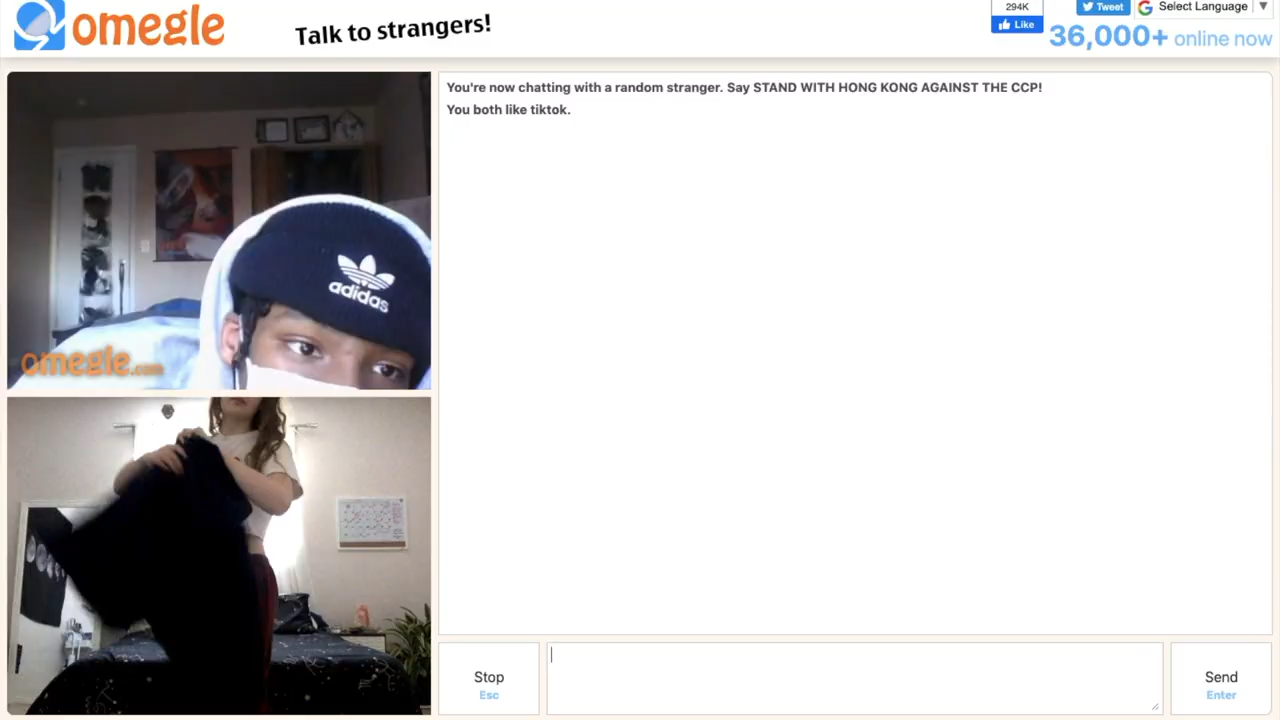 omegle
Talk to strangers!
294K
Like
Tweet
Select Language
36,000+ online now
You're now chatting with a random stranger. Say STAND WITH HONG KONG AGAINST THE CCP!
You both like tiktok.
adidas
omegle.com
Stop
Esc
Send
Enter